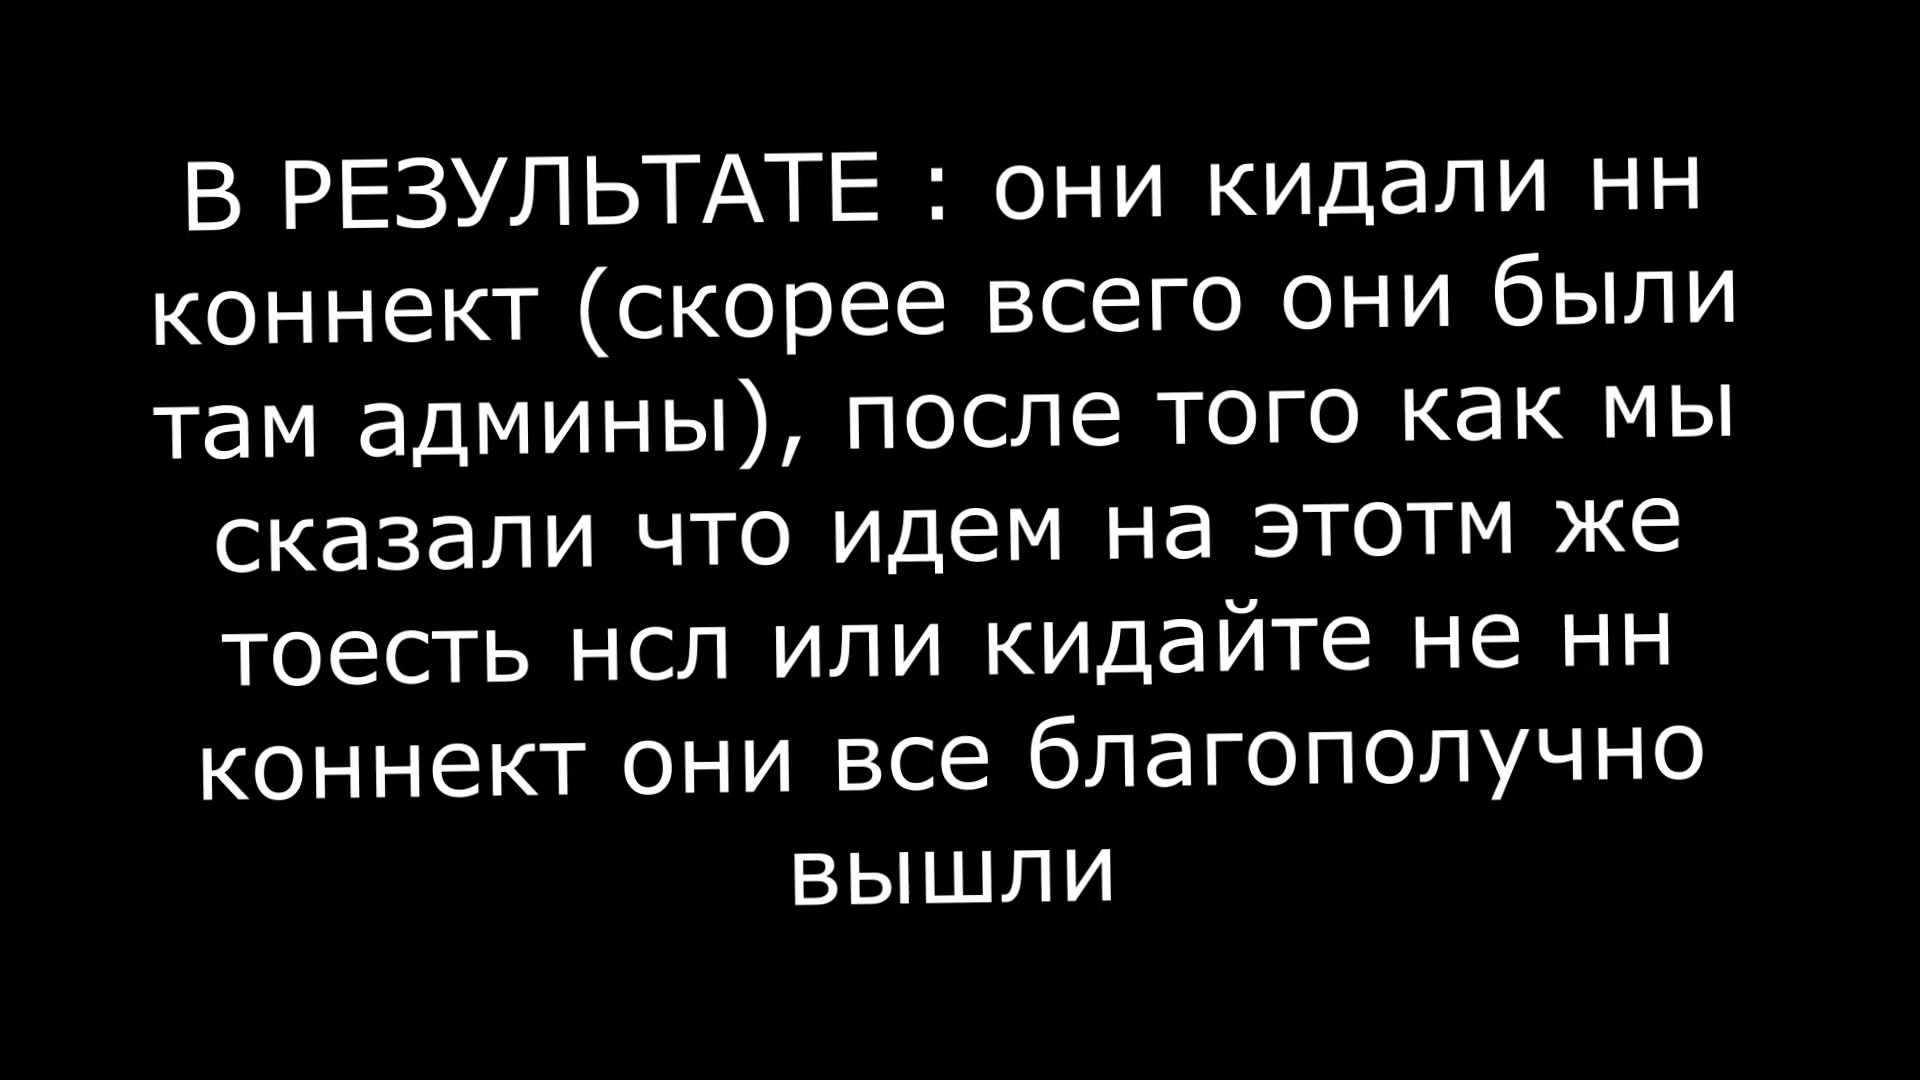 В РЕЗУЛЬТАТЕ : они кидали нн
коннект (скорее всего они были
там админы), после того как мы
сказали что идем на этотм же
тоесть нсл или кидайте не нн
коннект они все благополучно
вышли